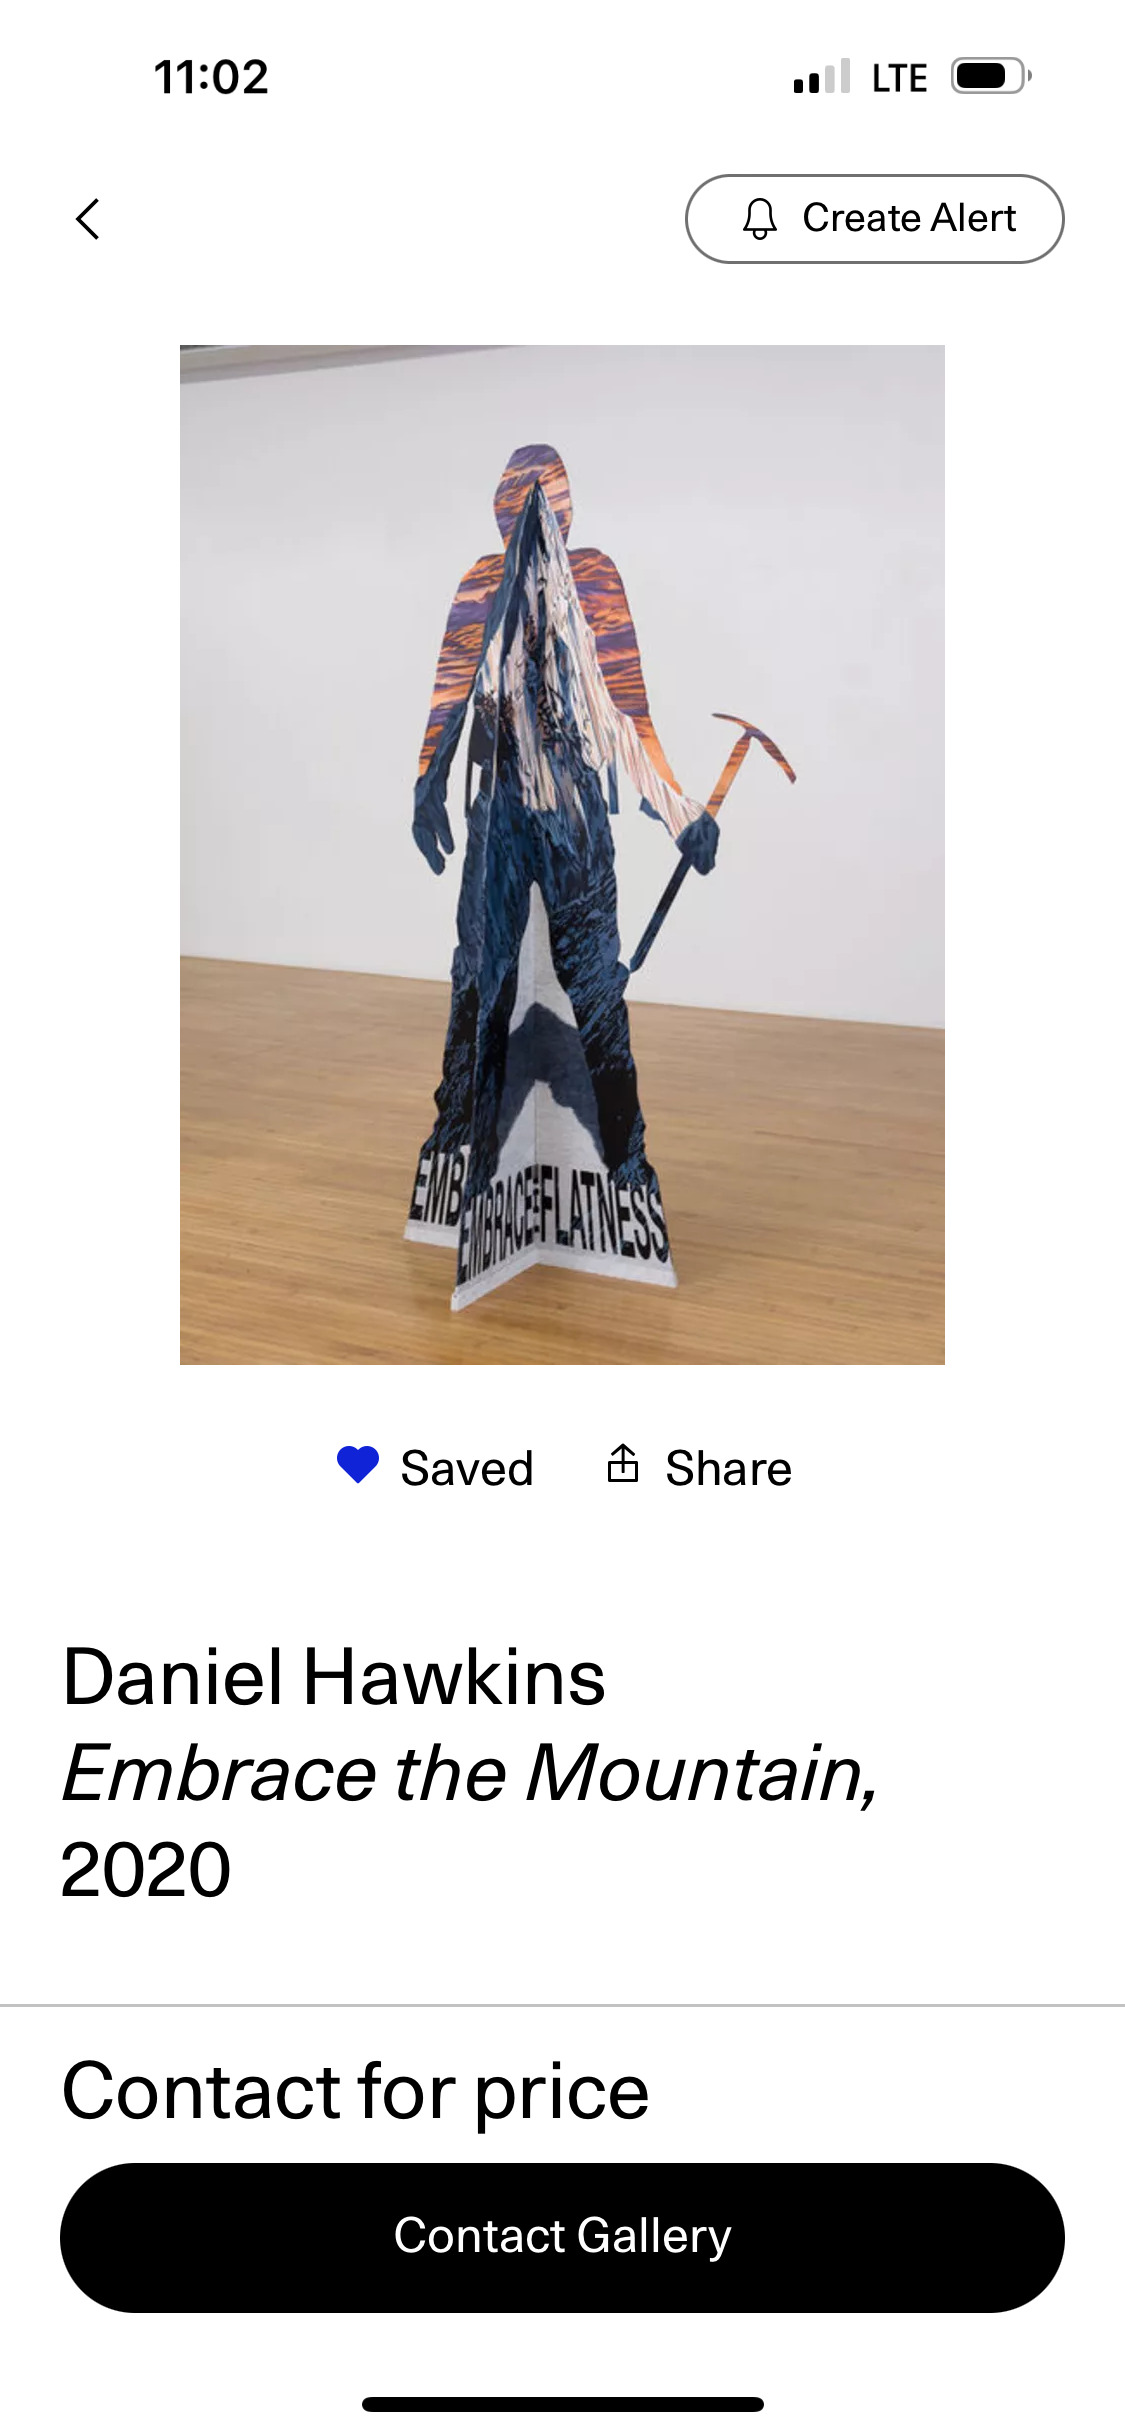 11:02 LTE
Create Alert
EMB
EMBRACE FLATNESS
Saved Share
Daniel Hawkins
Embrace the Mountain,
2020
Contact for price
Contact Gallery